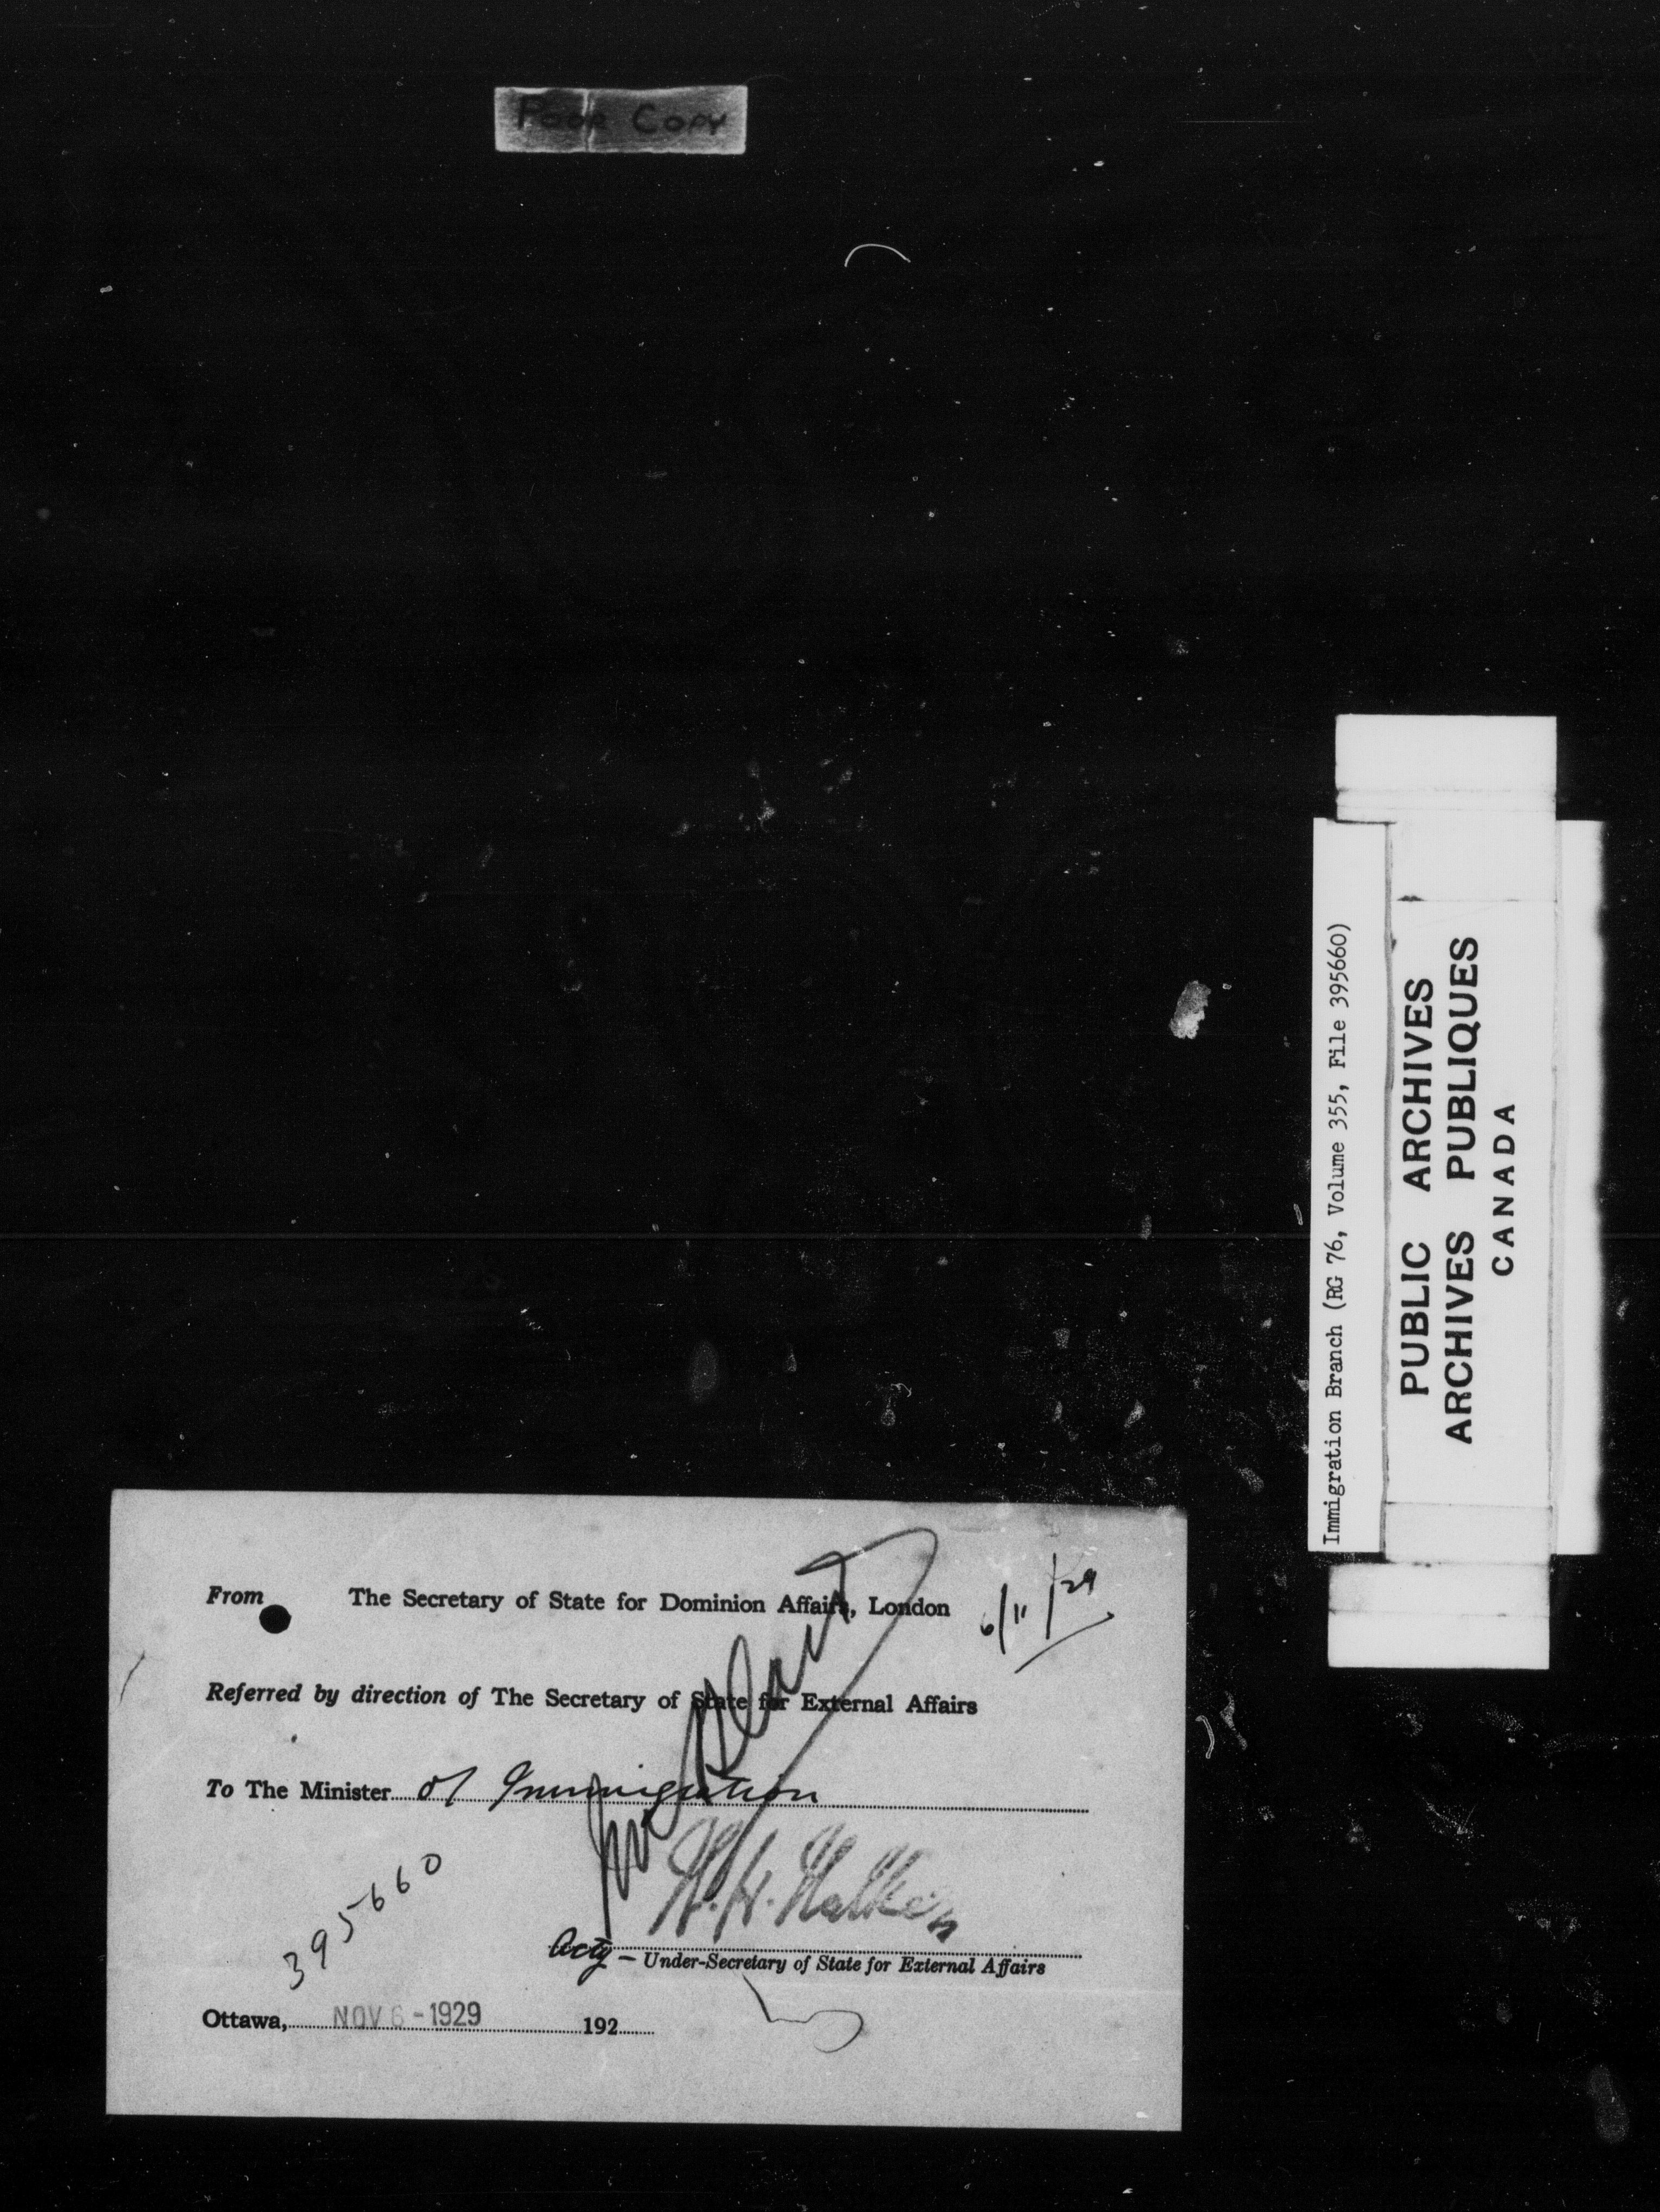 Poor Copy
Immigration Branch (RG 76, Volume 355, File 395660)
PUBLIC ARCHIVES
ARCHIVES PUBLIQUES
CANADA
From The Secretary of State for Dominion Affairs, London
6/11/29
Referred by direction of The Secretary of State for External Affairs
To The Minister of Immigration
395660
W. H. Walker
Actg - Under-Secretary of State for External Affairs
Ottawa, NOV 6 - 1929 192